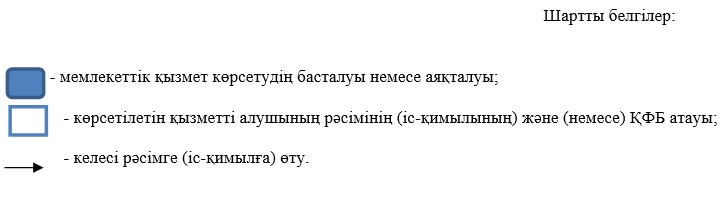 Шартты белгілер:
- мемлекеттік қызмет көрсетудің басталуы немесе аяқталуы;
- көрсетілетін қызметті алушының рәсімінің (іс-қимылының) және (немесе) ҚФБ атауы;
- келесі рәсімге (іс-қимылға) өту.